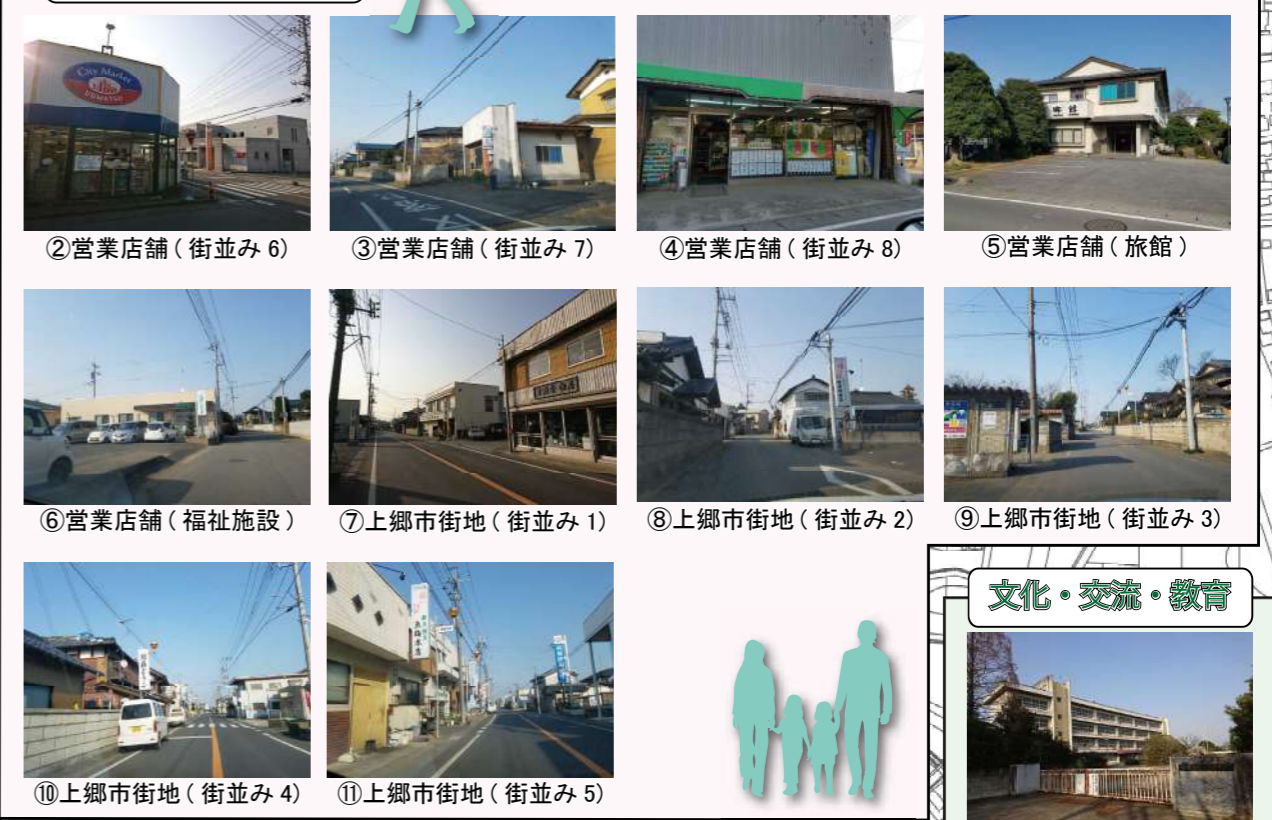 City Market
②営業店舗 ( 街並み 6)
③営業店舗 ( 街並み 7)
④営業店舗 ( 街並み 8)
⑤営業店舗 ( 旅館 )
⑥営業店舗 ( 福祉施設 )
⑦上郷市街地 ( 街並み 1)
⑧上郷市街地 ( 街並み 2)
⑨上郷市街地 ( 街並み 3)
⑩上郷市街地 ( 街並み 4)
⑪上郷市街地 ( 街並み 5)
文化・交流・教育